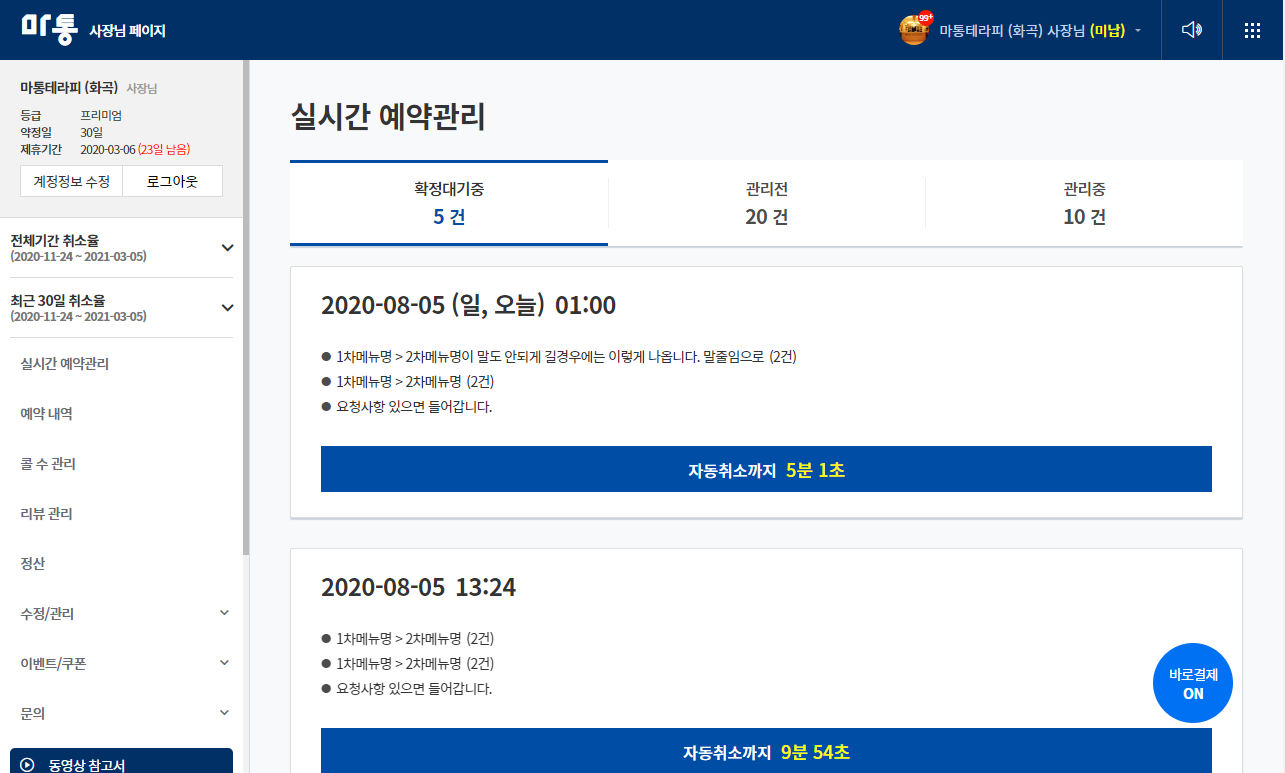 마통 사장님 페이지
99+
마통테라피 (화곡) 사장님 (미납)
마통테라피 (화곡) 사장님
등급 프리미엄
약정일 30일
제휴기간 2020-03-06 (23일 남음)
계정정보 수정 로그아웃
전체기간 취소율
(2020-11-24 ~ 2021-03-05)
최근 30일 취소율
(2020-11-24 ~ 2021-03-05)
실시간 예약관리
예약 내역
콜 수 관리
리뷰 관리
정산
수정/관리
이벤트/쿠폰
문의
동영상 참고서
실시간 예약관리
확정대기중
5 건
관리전
20 건
관리중
10 건
2020-08-05 (일, 오늘) 01:00
● 1차메뉴명 > 2차메뉴명이 말도 안되게 길경우에는 이렇게 나옵니다. 말줄임으로 (2건)
● 1차메뉴명 > 2차메뉴명 (2건)
● 요청사항 있으면 들어갑니다.
자동취소까지 5분 1초
2020-08-05 13:24
● 1차메뉴명 > 2차메뉴명 (2건)
● 1차메뉴명 > 2차메뉴명 (2건)
● 요청사항 있으면 들어갑니다.
자동취소까지 9분 54초
바로결제
ON